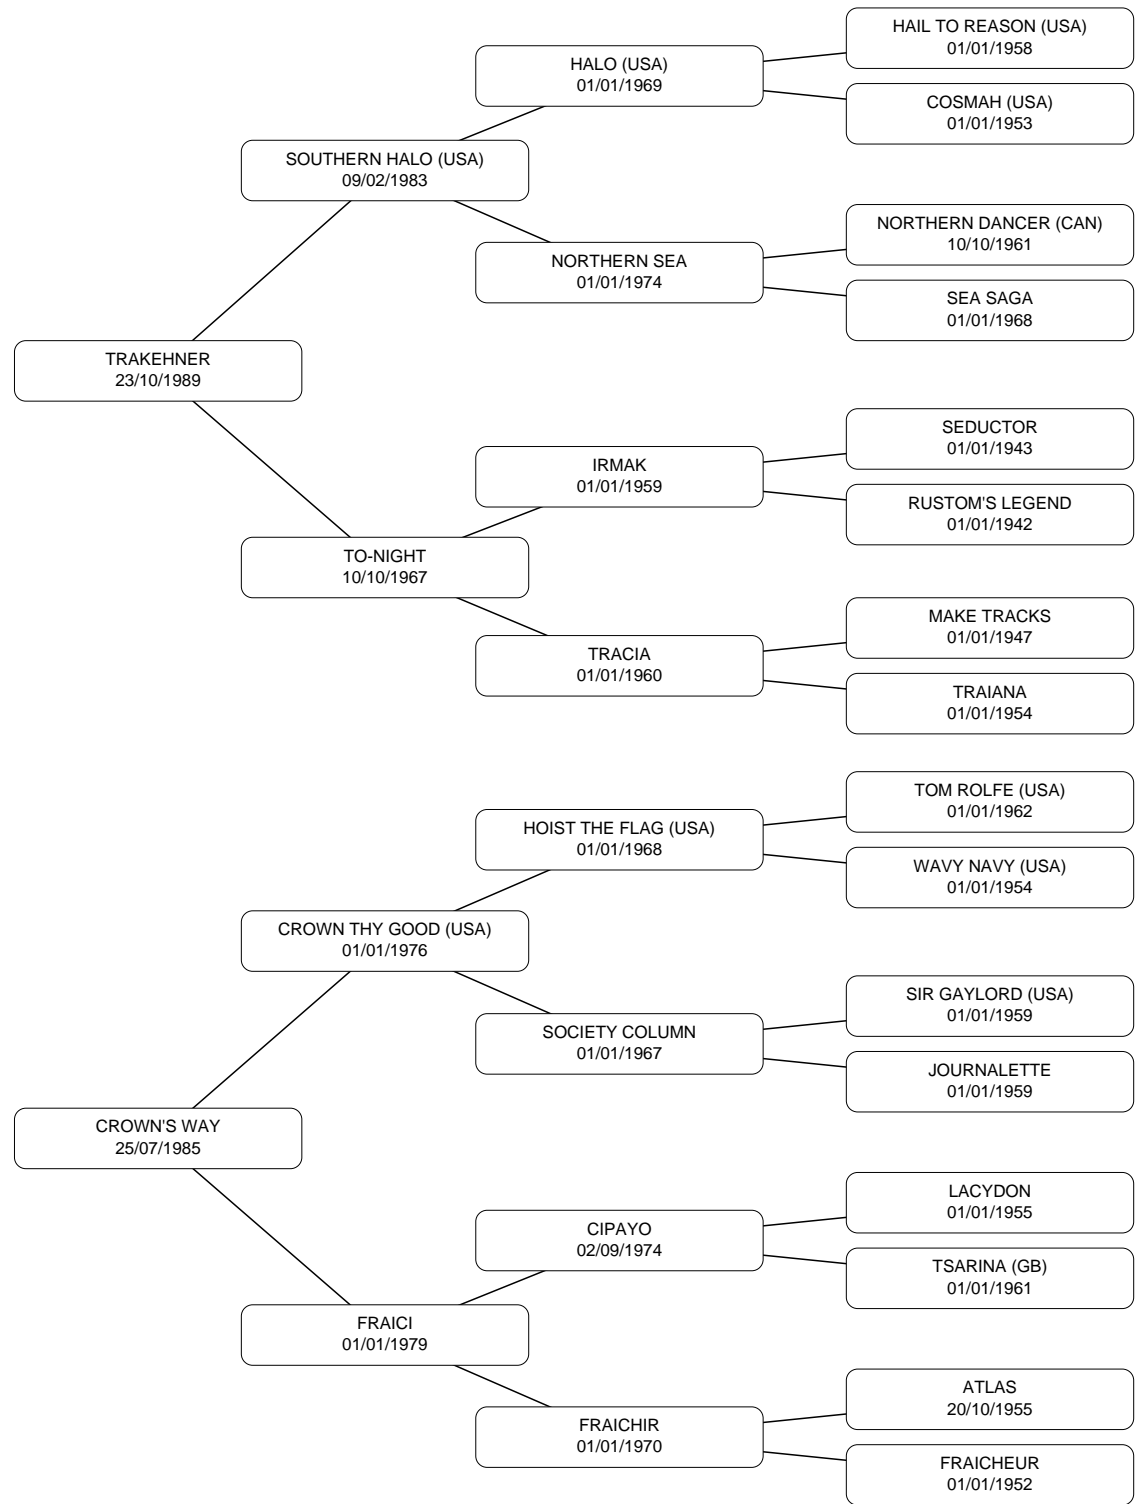 HAIL TO REASON (USA)
01/01/1958
HALO (USA)
01/01/1969
COSMAH (USA)
01/01/1953
SOUTHERN HALO (USA)
09/02/1983
NORTHERN DANCER (CAN)
10/10/1961
NORTHERN SEA
01/01/1974
SEA SAGA
01/01/1968
TRAKEHNER
23/10/1989
SEDUCTOR
01/01/1943
IRMAK
01/01/1959
RUSTOM'S LEGEND
01/01/1942
TO-NIGHT
10/10/1967
MAKE TRACKS
01/01/1947
TRACIA
01/01/1960
TRAIANA
01/01/1954
TOM ROLFE (USA)
01/01/1962
HOIST THE FLAG (USA)
01/01/1968
WAVY NAVY (USA)
01/01/1954
CROWN THY GOOD (USA)
01/01/1976
SIR GAYLORD (USA)
01/01/1959
SOCIETY COLUMN
01/01/1967
JOURNALETTE
01/01/1959
CROWN'S WAY
25/07/1985
LACYDON
01/01/1955
CIPAYO
02/09/1974
TSARINA (GB)
01/01/1961
FRAICI
01/01/1979
ATLAS
20/10/1955
FRAICHIR
01/01/1970
FRAICHEUR
01/01/1952